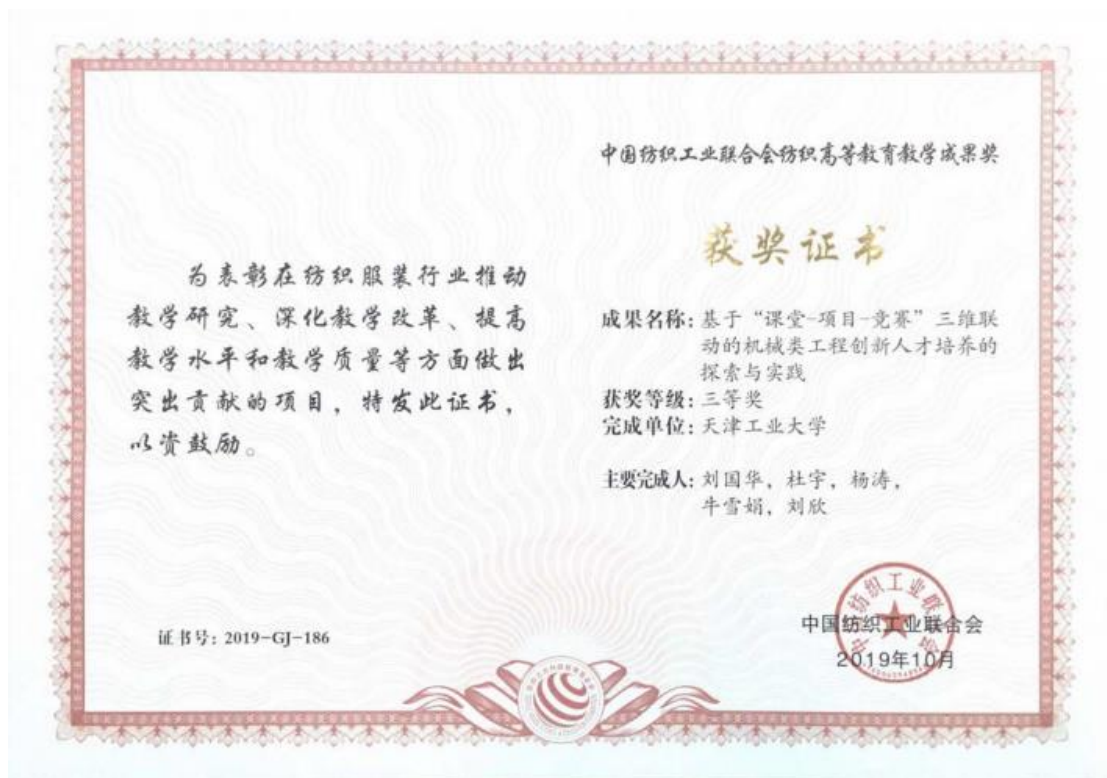 为表彰在纺织服装行业推动
教学研究、深化教学改革、提高
教学水平和教学质量等方面做出
突出贡献的项目，特发此证书，
以资鼓励。
证书号：2019-GJ-186
中国纺织工业联合会纺织高等教育教学成果奖
获奖证书
成果名称：基于“课堂-项目-竞赛”三维联
动的机械类工程创新人才培养的
探索与实践
获奖等级：三等奖
完成单位：天津工业大学
主要完成人：刘国华，杜宇，杨涛，
牛雪娟，刘欣
中国纺织工业联合会
2019年10月